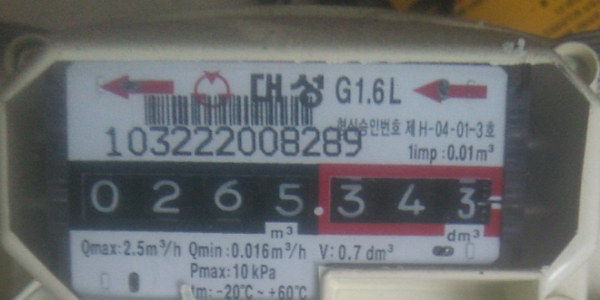 대성 G1.6L
형식승인번호 제 H-04-01-3호
103222008289
1imp : 0.01m³
0265.343
m³ dm³
Qmax : 2.5m³/h Qmin : 0.016m³/h V : 0.7 dm³
Pmax : 10 kPa
-20℃ ~ +60℃